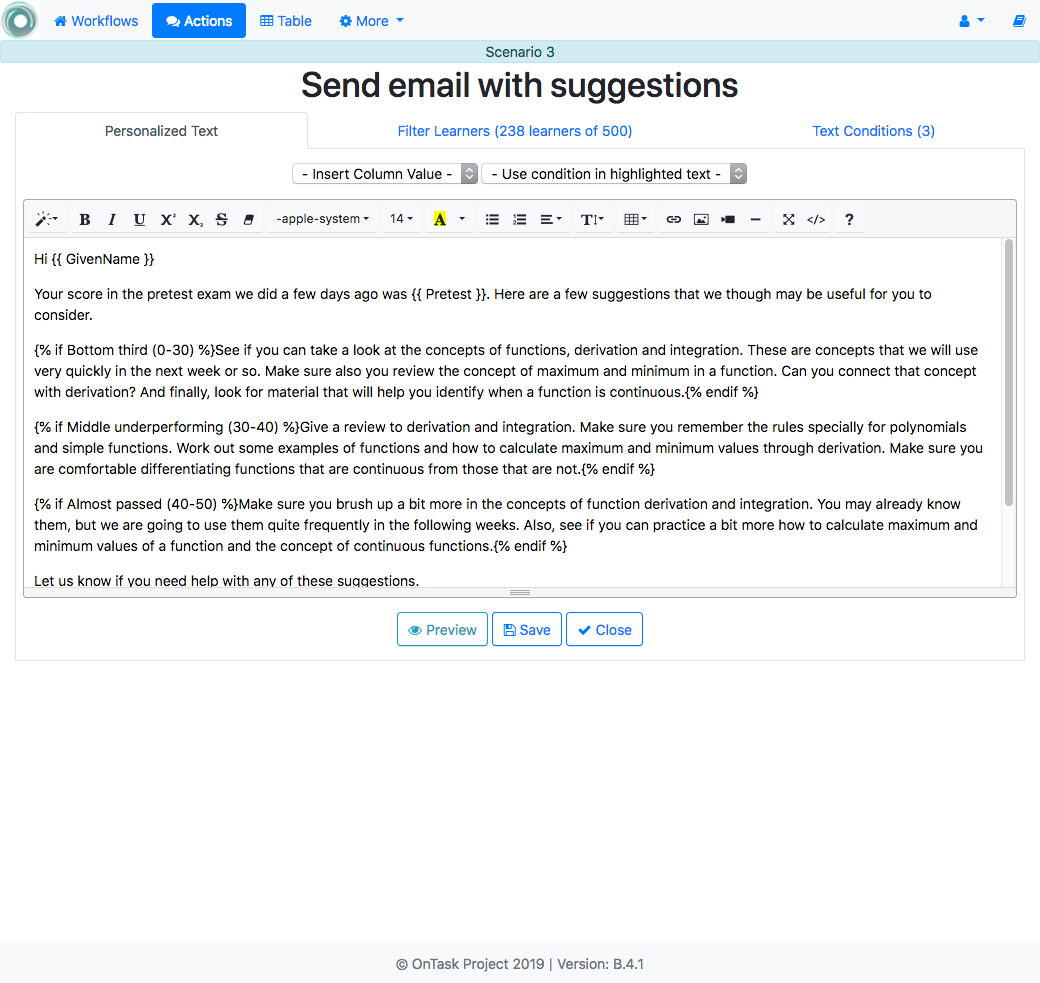 Workflows Actions Table More
Scenario 3
Send email with suggestions
Personalized Text Filter Learners (238 learners of 500) Text Conditions (3)
- Insert Column Value - - Use condition in highlighted text -
B I U X² X₂ S -apple-system 14 A T ?
Hi {{ GivenName }}
Your score in the pretest exam we did a few days ago was {{ Pretest }}. Here are a few suggestions that we though may be useful for you to
consider.
{% if Bottom third (0-30) %}See if you can take a look at the concepts of functions, derivation and integration. These are concepts that we will use
very quickly in the next week or so. Make sure also you review the concept of maximum and minimum in a function. Can you connect that concept
with derivation? And finally, look for material that will help you identify when a function is continuous.{% endif %}
{% if Middle underperforming (30-40) %}Give a review to derivation and integration. Make sure you remember the rules specially for polynomials
and simple functions. Work out some examples of functions and how to calculate maximum and minimum values through derivation. Make sure you
are comfortable differentiating functions that are continuous from those that are not.{% endif %}
{% if Almost passed (40-50) %}Make sure you brush up a bit more in the concepts of function derivation and integration. You may already know
them, but we are going to use them quite frequently in the following weeks. Also, see if you can practice a bit more how to calculate maximum and
minimum values of a function and the concept of continuous functions.{% endif %}
Let us know if you need help with any of these suggestions.
Preview Save Close
© OnTask Project 2019 | Version: B.4.1